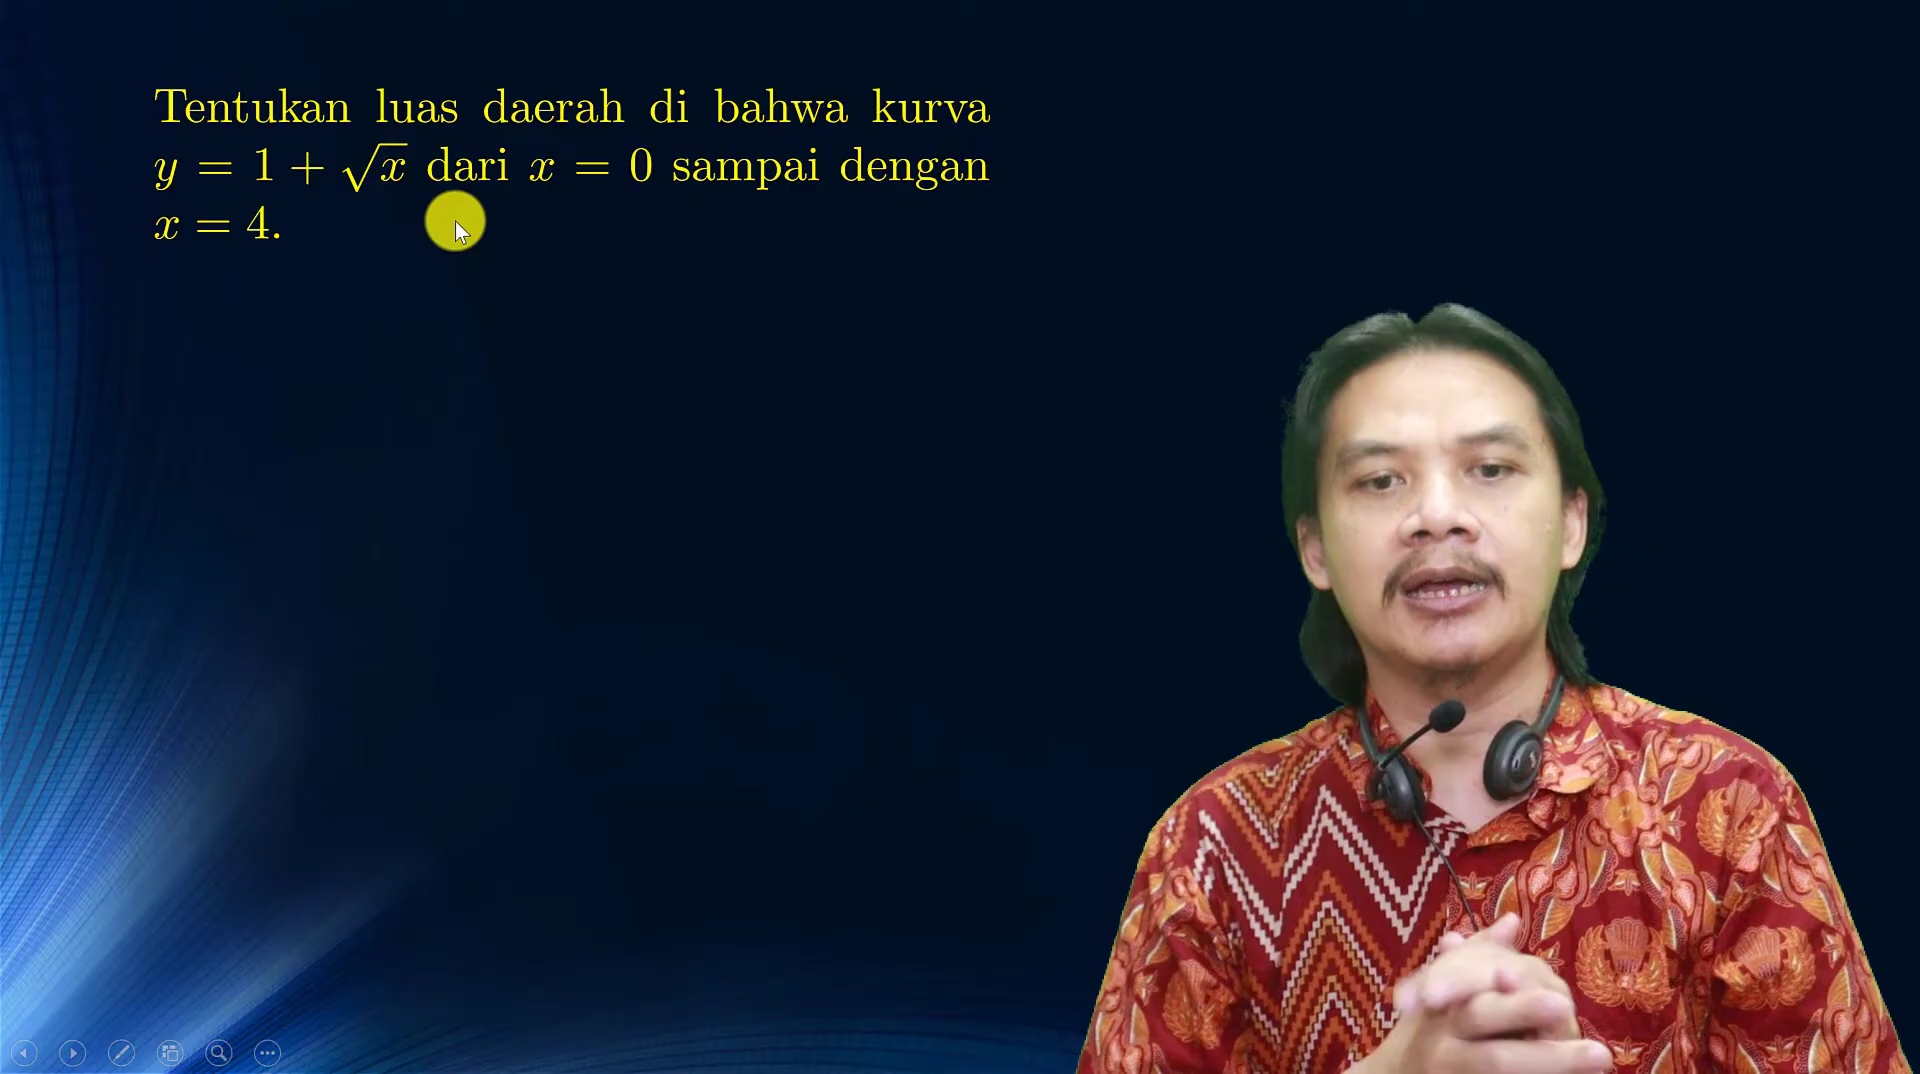 Tentukan luas daerah di bahwa kurva
y = 1 + √x dari x = 0 sampai dengan
x = 4.